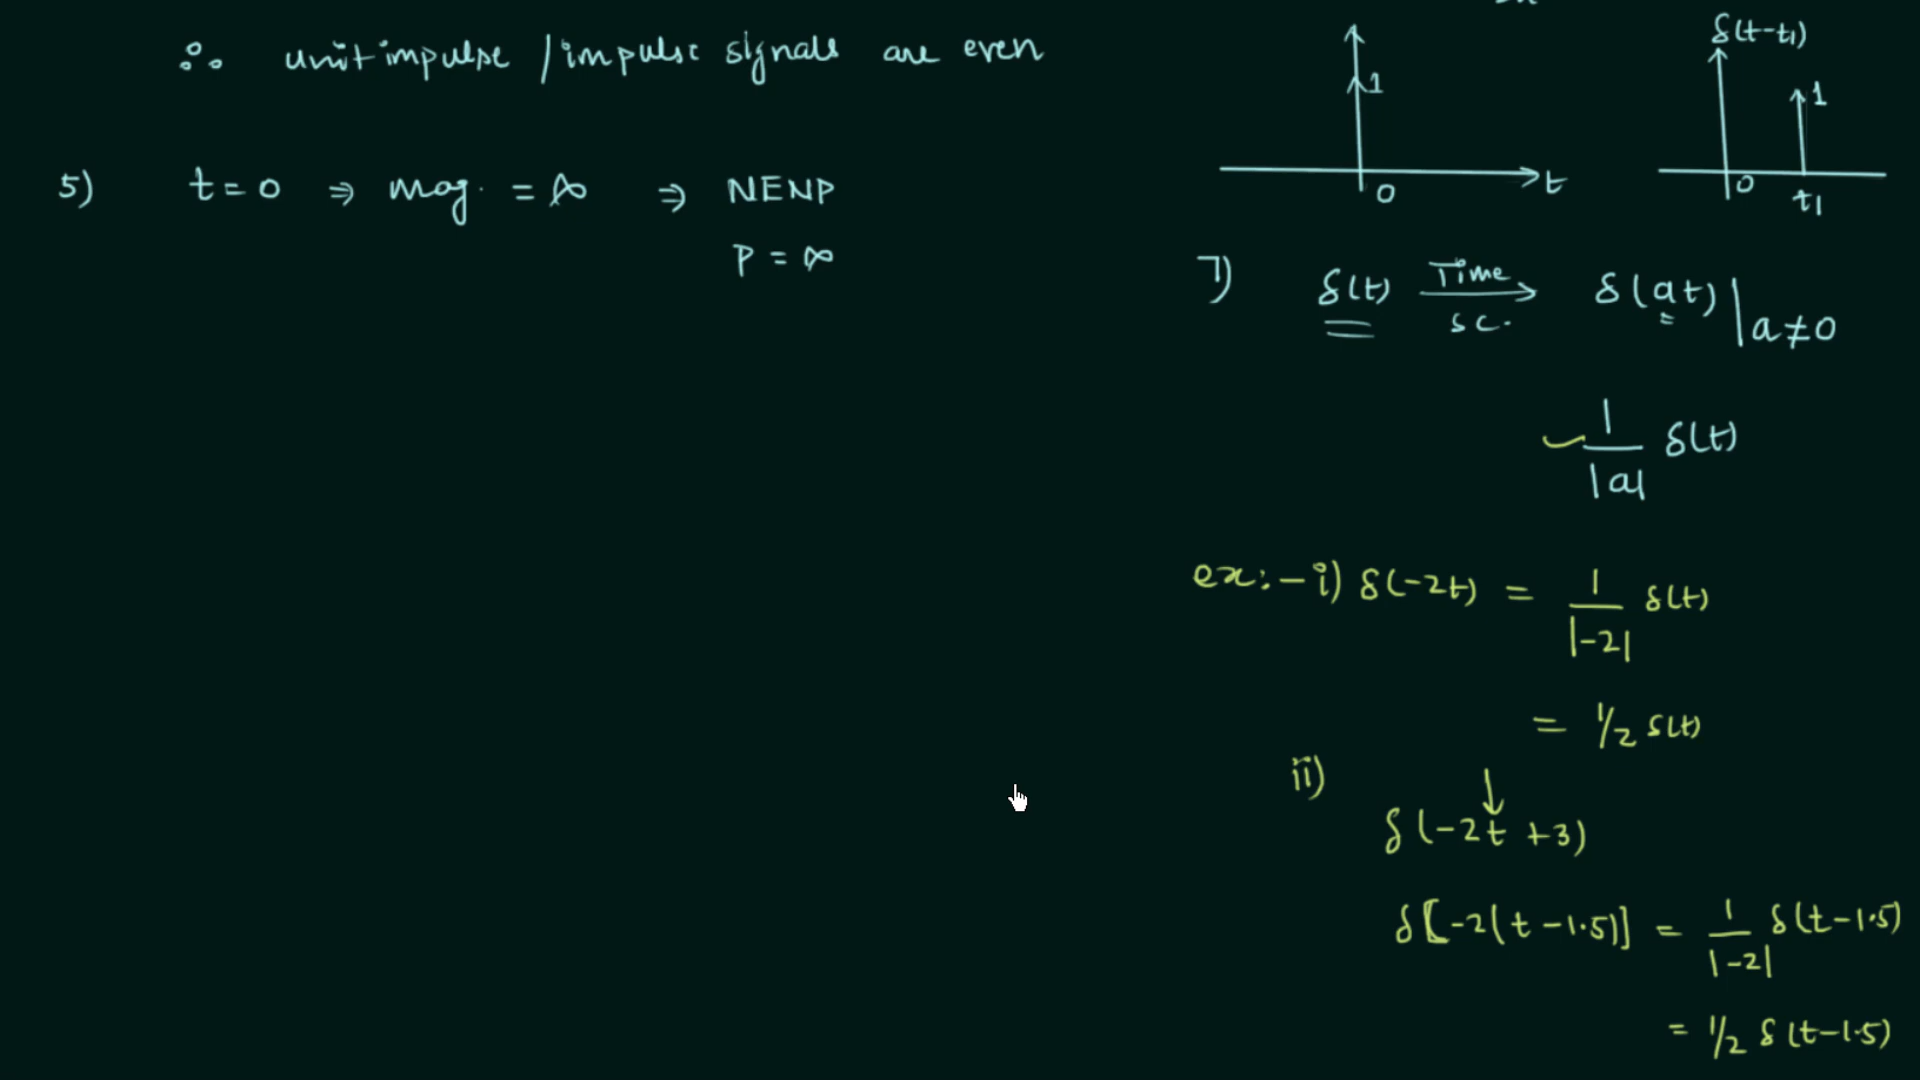 ∴ unit impulse / impulse signals are even
5) t = 0 ⇒ mag. = ∞ ⇒ NENP
P = ∞
1
0
t
δ(t-t1)
1
0
t1
7) δ(t) Time sc. → δ(at) | a≠0
1/|a| δ(t)
ex:- i) δ(-2t) = 1/|-2| δ(t)
= 1/2 δ(t)
ii)
δ(-2t +3)
δ[-2(t -1.5)] = 1/|-2| δ(t-1.5)
= 1/2 δ(t-1.5)